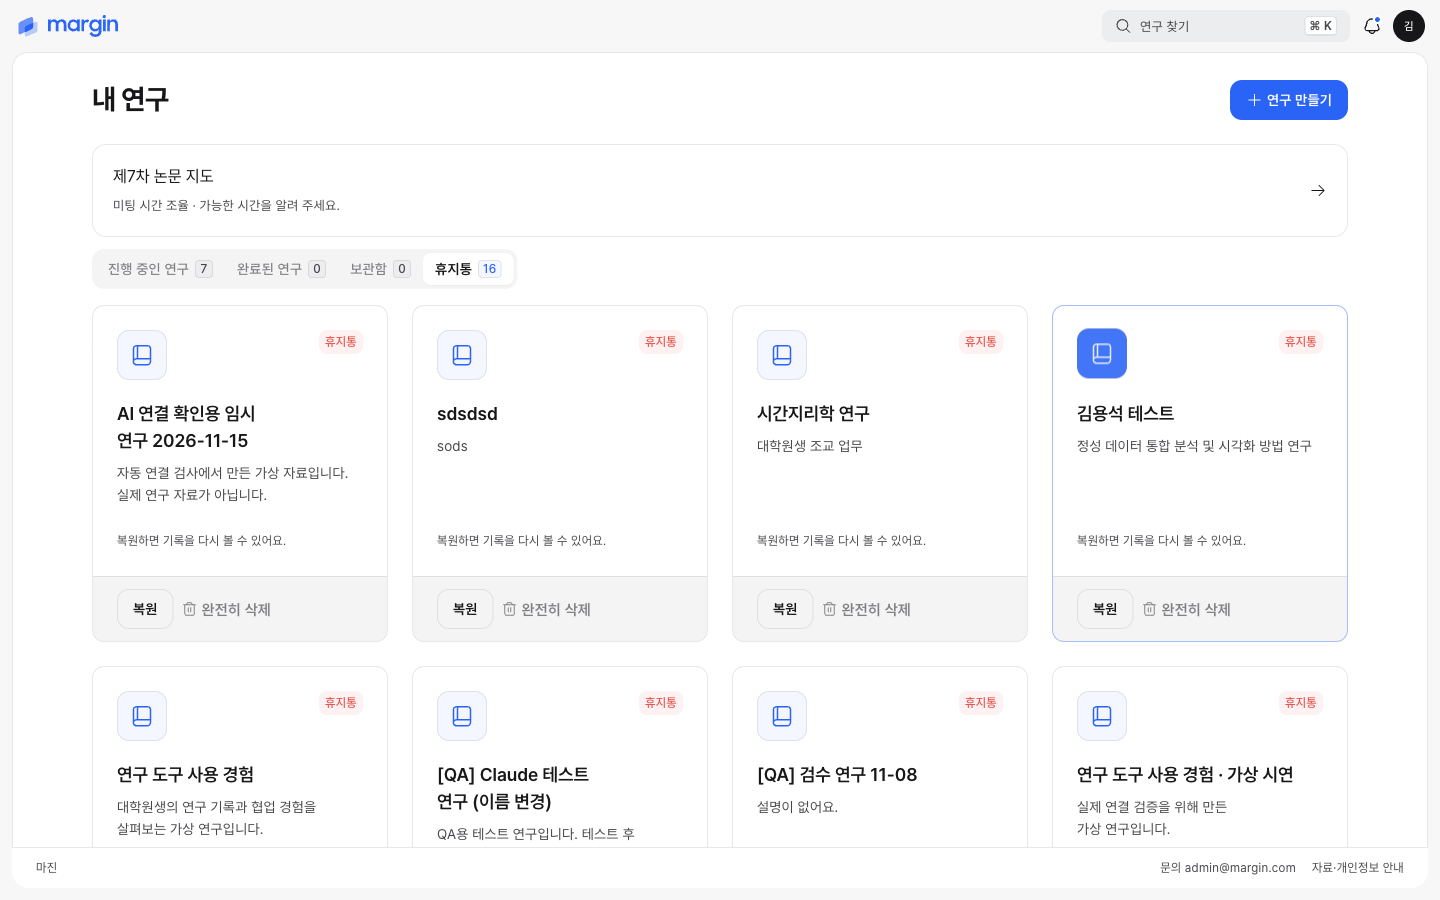 margin
연구 찾기
⌘ K
김
내 연구
연구 만들기
제7차 논문 지도
미팅 시간 조율 · 가능한 시간을 알려 주세요.
진행 중인 연구 7
완료된 연구 0
보관함 0
휴지통 16
휴지통
AI 연결 확인용 임시
연구 2026-11-15
자동 연결 검사에서 만든 가상 자료입니다.
실제 연구 자료가 아닙니다.
복원하면 기록을 다시 볼 수 있어요.
복원
완전히 삭제
휴지통
sdsdsd
sods
복원하면 기록을 다시 볼 수 있어요.
복원
완전히 삭제
휴지통
시간지리학 연구
대학원생 조교 업무
복원하면 기록을 다시 볼 수 있어요.
복원
완전히 삭제
휴지통
김용석 테스트
정성 데이터 통합 분석 및 시각화 방법 연구
복원하면 기록을 다시 볼 수 있어요.
복원
완전히 삭제
휴지통
연구 도구 사용 경험
대학원생의 연구 기록과 협업 경험을
살펴보는 가상 연구입니다.
휴지통
[QA] Claude 테스트
연구 (이름 변경)
QA용 테스트 연구입니다. 테스트 후
휴지통
[QA] 검수 연구 11-08
설명이 없어요.
휴지통
연구 도구 사용 경험 · 가상 시연
실제 연결 검증을 위해 만든
가상 연구입니다.
마진
문의 admin@margin.com
자료·개인정보 안내